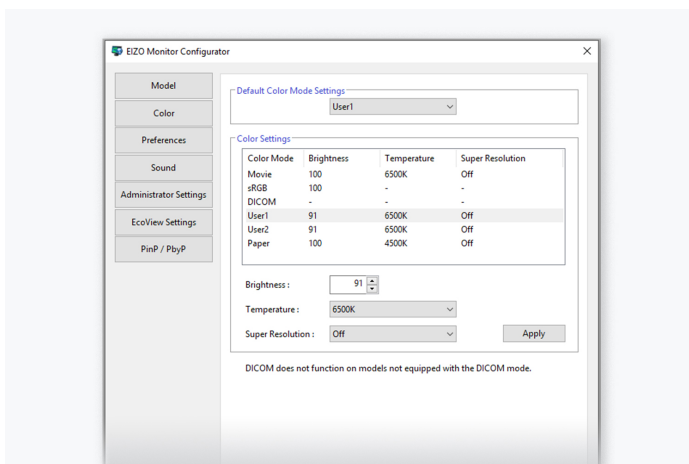 EIZO Monitor Configurator
Model
Color
Preferences
Sound
Administrator Settings
EcoView Settings
PinP / PbyP
Default Color Mode Settings
User1
Color Settings
Color Mode Brightness Temperature Super Resolution
Movie 100 6500K Off
sRGB 100 - -
DICOM - - -
User1 91 6500K Off
User2 91 6500K Off
Paper 100 4500K Off
Brightness : 91
Temperature : 6500K
Super Resolution : Off Apply
DICOM does not function on models not equipped with the DICOM mode.